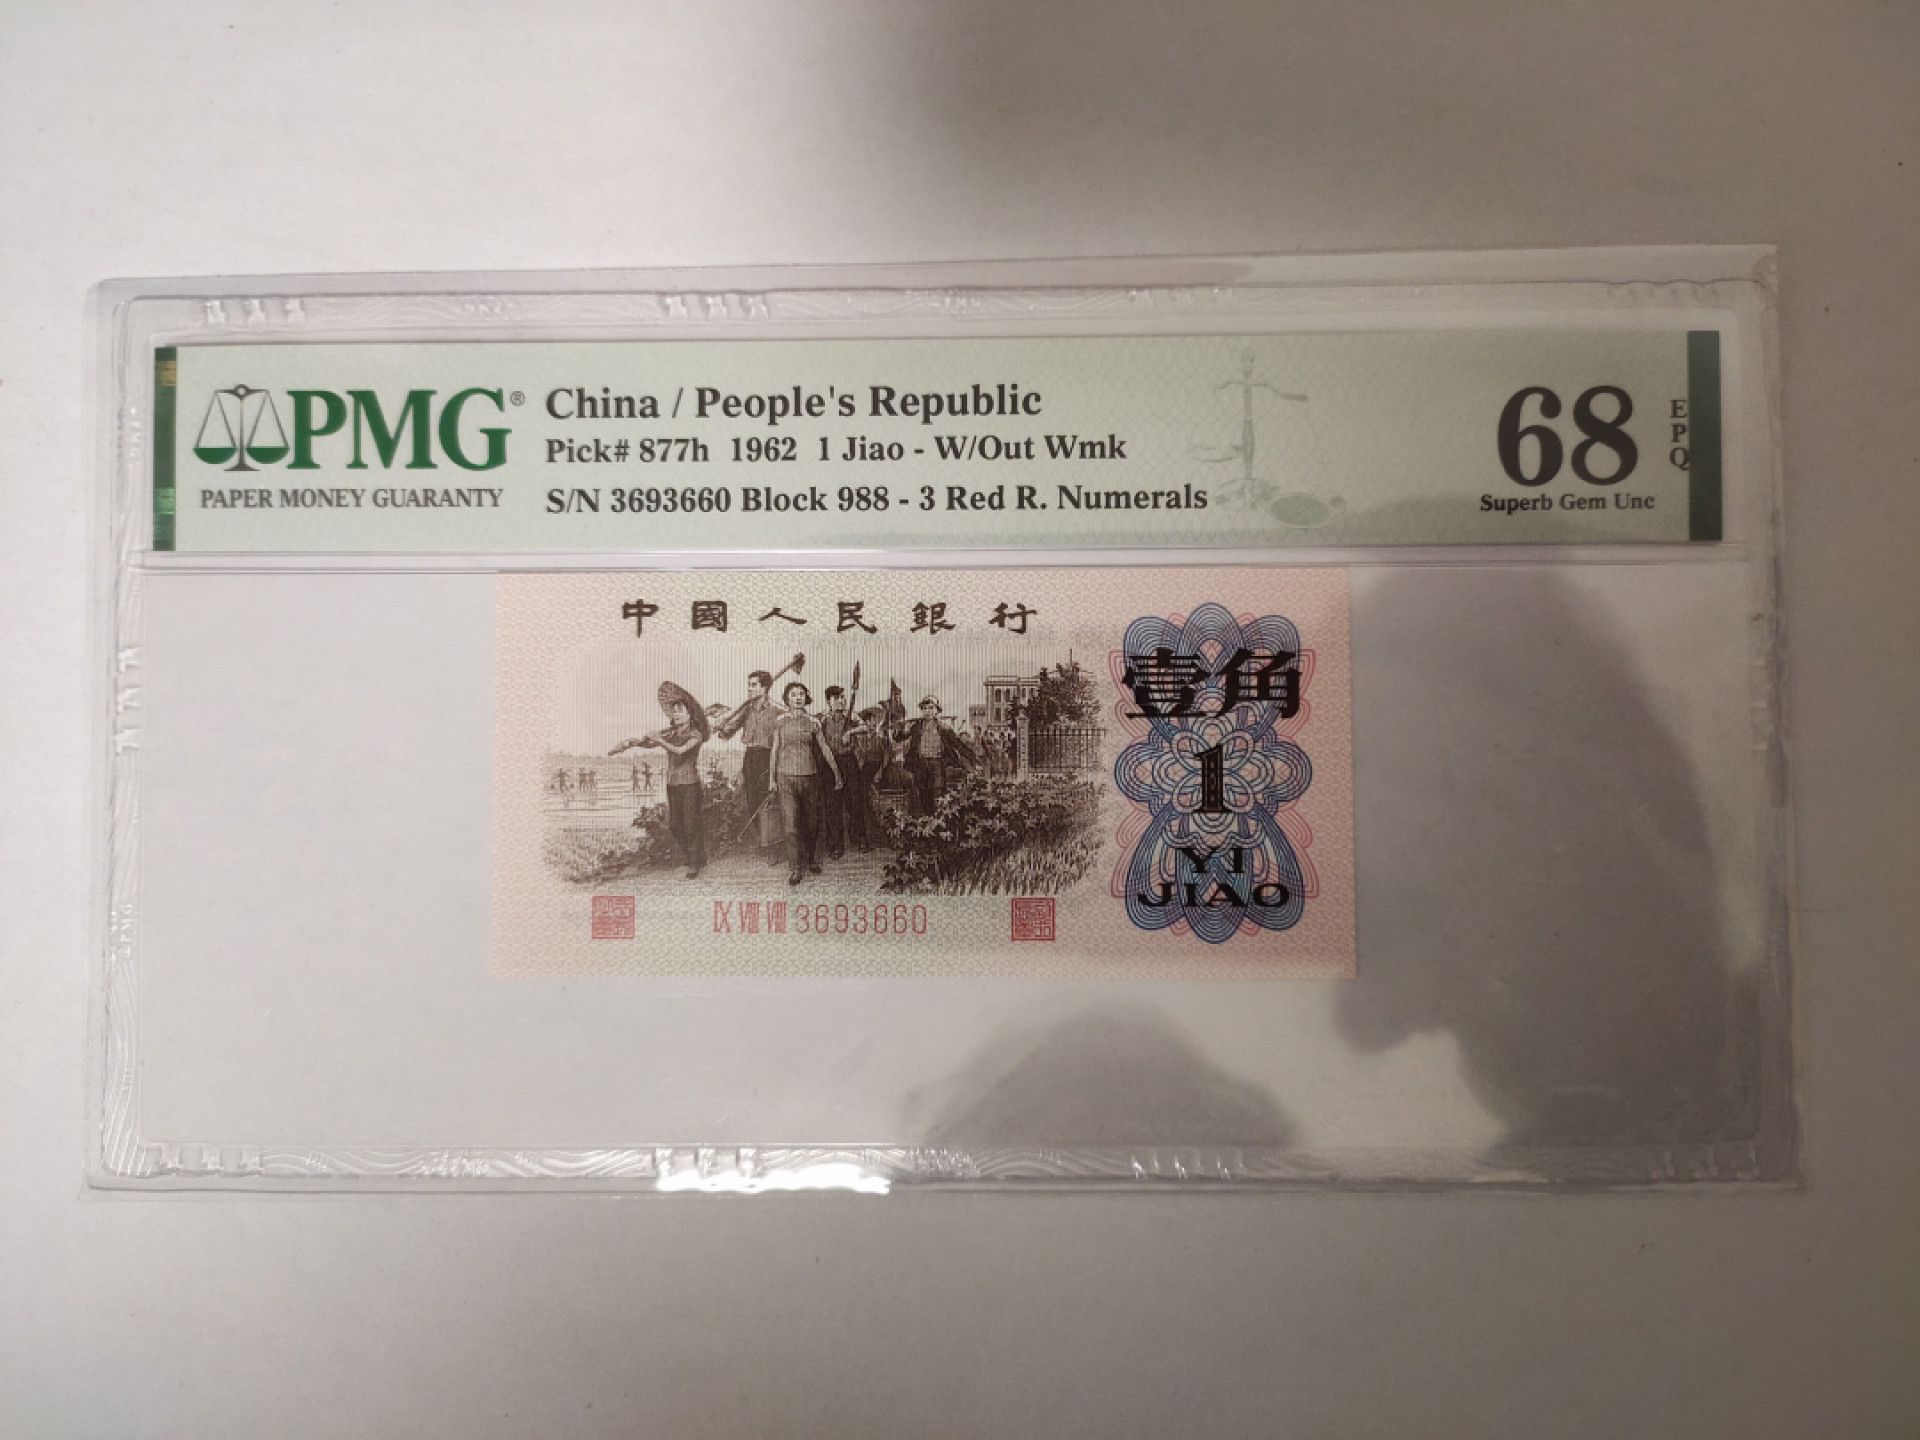 PMG®
PAPER MONEY GUARANTY
China / People's Republic
Pick# 877h 1962 1 Jiao - W/Out Wmk
S/N 3693660 Block 988 - 3 Red R. Numerals
68
EPQ
Superb Gem Unc
中國人民銀行
壹角
1
YI
JIAO
IX VIII VIII 3693660